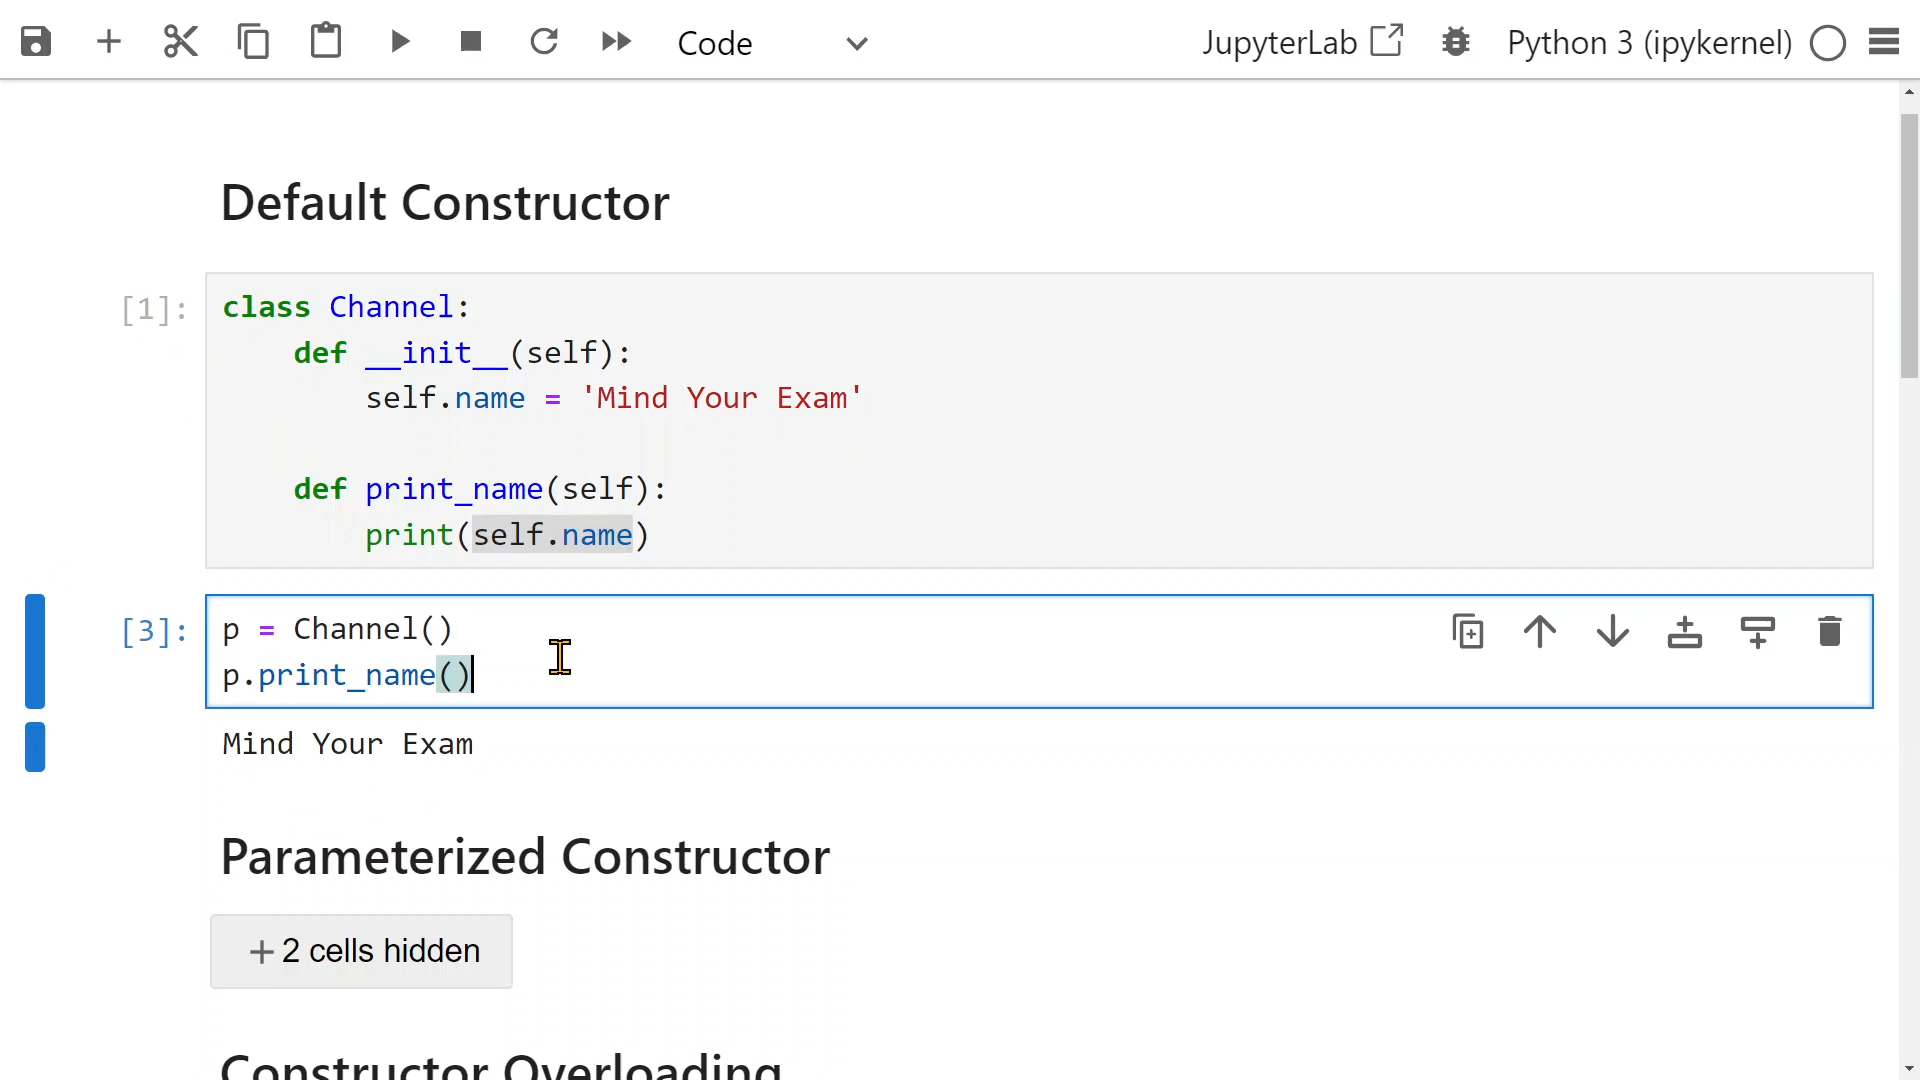 Code
JupyterLab
Python 3 (ipykernel)
Default Constructor
[1]:
class Channel:
    def __init__(self):
        self.name = 'Mind Your Exam'
    def print_name(self):
        print(self.name)
[3]:
p = Channel()
p.print_name()
Mind Your Exam
Parameterized Constructor
+ 2 cells hidden
Constructor Overloading